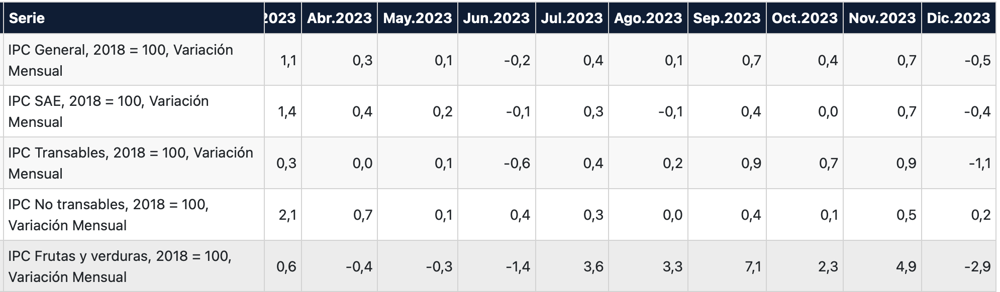 Serie 2023 Abr.2023 May.2023 Jun.2023 Jul.2023 Ago.2023 Sep.2023 Oct.2023 Nov.2023 Dic.2023
IPC General, 2018 = 100, Variación
Mensual
1,1 0,3 0,1 -0,2 0,4 0,1 0,7 0,4 0,7 -0,5
IPC SAE, 2018 = 100, Variación
Mensual
1,4 0,4 0,2 -0,1 0,3 -0,1 0,4 0,0 0,7 -0,4
IPC Transables, 2018 = 100, Variación
Mensual
0,3 0,0 0,1 -0,6 0,4 0,2 0,9 0,7 0,9 -1,1
IPC No transables, 2018 = 100,
Variación Mensual
2,1 0,7 0,1 0,4 0,3 0,0 0,4 0,1 0,5 0,2
IPC Frutas y verduras, 2018 = 100,
Variación Mensual
0,6 -0,4 -0,3 -1,4 3,6 3,3 7,1 2,3 4,9 -2,9